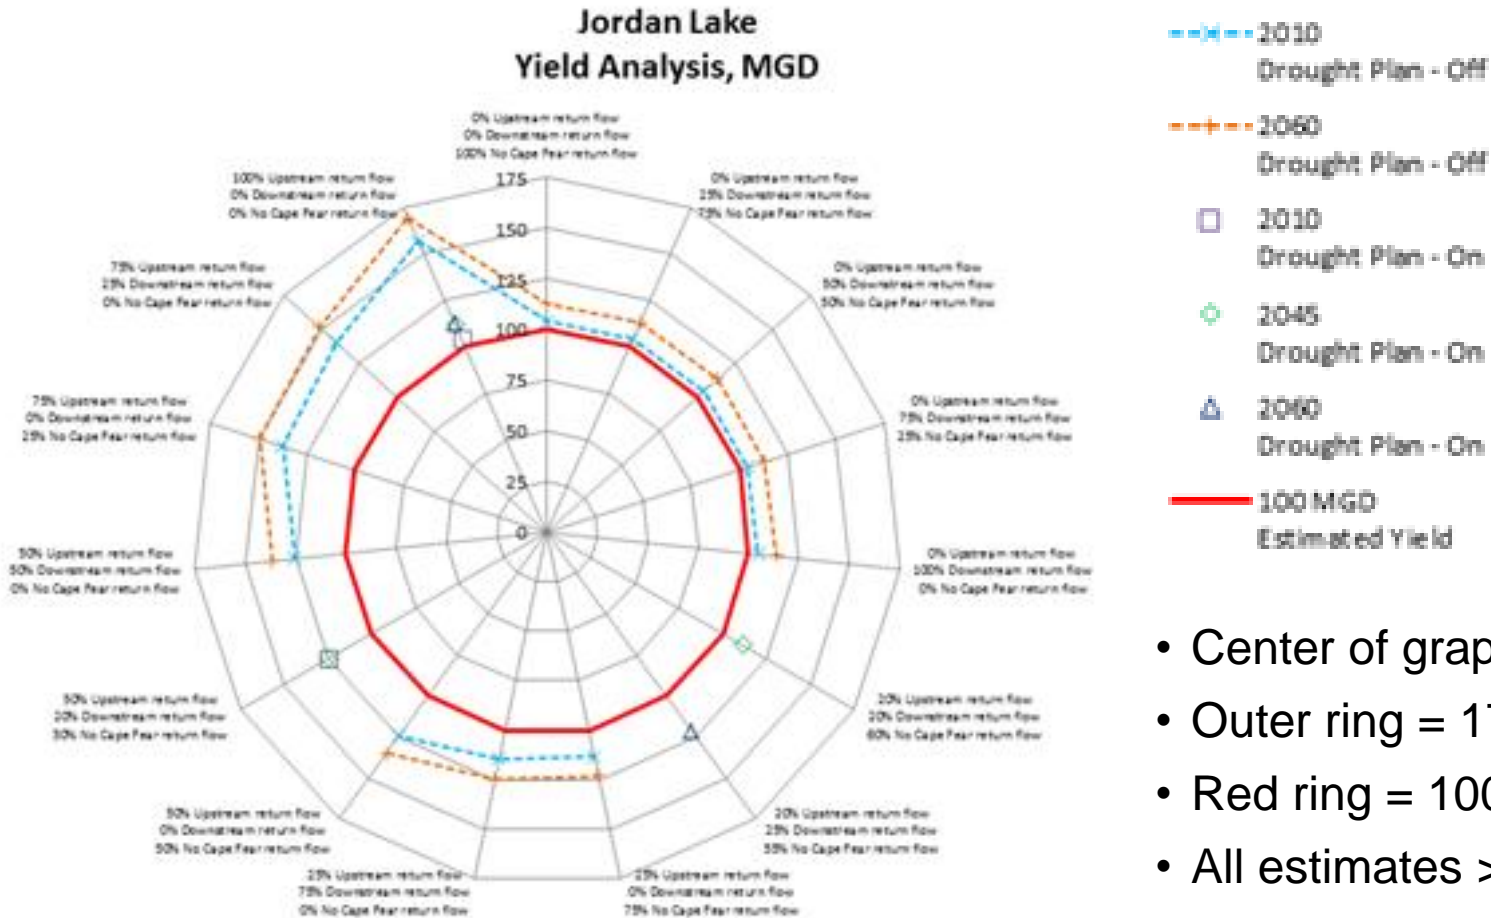 Jordan Lake
Yield Analysis, MGD
0% Upstream return flow
0% Downstream return flow
100% No Cape Fear return flow
0% Upstream return flow
25% Downstream return flow
75% No Cape Fear return flow
0% Upstream return flow
50% Downstream return flow
50% No Cape Fear return flow
0% Upstream return flow
75% Downstream return flow
25% No Cape Fear return flow
0% Upstream return flow
100% Downstream return flow
0% No Cape Fear return flow
20% Upstream return flow
20% Downstream return flow
60% No Cape Fear return flow
20% Upstream return flow
25% Downstream return flow
55% No Cape Fear return flow
25% Upstream return flow
0% Downstream return flow
75% No Cape Fear return flow
25% Upstream return flow
75% Downstream return flow
0% No Cape Fear return flow
50% Upstream return flow
0% Downstream return flow
50% No Cape Fear return flow
50% Upstream return flow
20% Downstream return flow
30% No Cape Fear return flow
50% Upstream return flow
50% Downstream return flow
0% No Cape Fear return flow
75% Upstream return flow
0% Downstream return flow
25% No Cape Fear return flow
75% Upstream return flow
25% Downstream return flow
0% No Cape Fear return flow
100% Upstream return flow
0% Downstream return flow
0% No Cape Fear return flow
175
150
125
100
75
50
25
0
2010
Drought Plan - Off
2060
Drought Plan - Off
2010
Drought Plan - On
2045
Drought Plan - On
2060
Drought Plan - On
100 MGD
Estimated Yield
• Center of grap
• Outer ring = 17
• Red ring = 100
• All estimates >